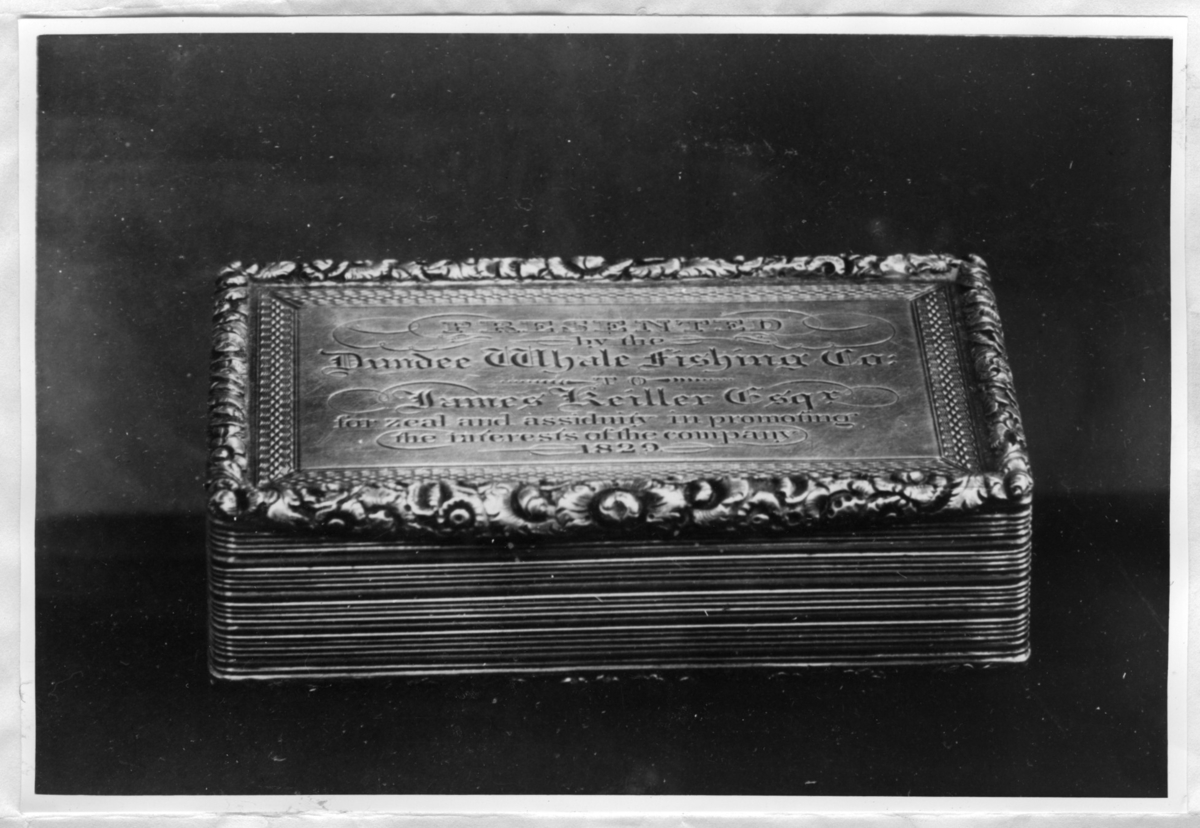 PRESENTED
by the
Dundee Whale Fishing Co:
TO
James Keiller Esqr
for zeal and assiduity in promoting
the interests of the company
1829